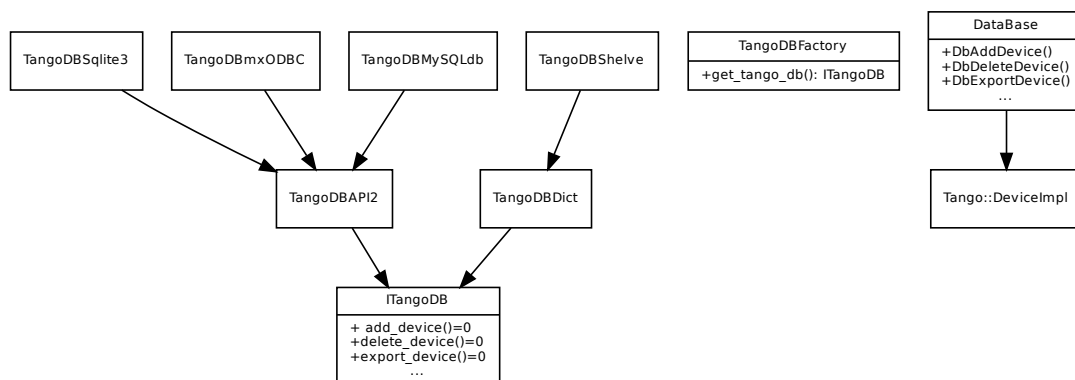 TangoDBSqlite3
TangoDBmxODBC
TangoDBMySQLdb
TangoDBShelve
TangoDBFactory
+get_tango_db(): ITangoDB
DataBase
+DbAddDevice()
+DbDeleteDevice()
+DbExportDevice()
...
TangoDBAPI2
TangoDBDict
Tango::DeviceImpl
ITangoDB
+ add_device()=0
+delete_device()=0
+export_device()=0
...